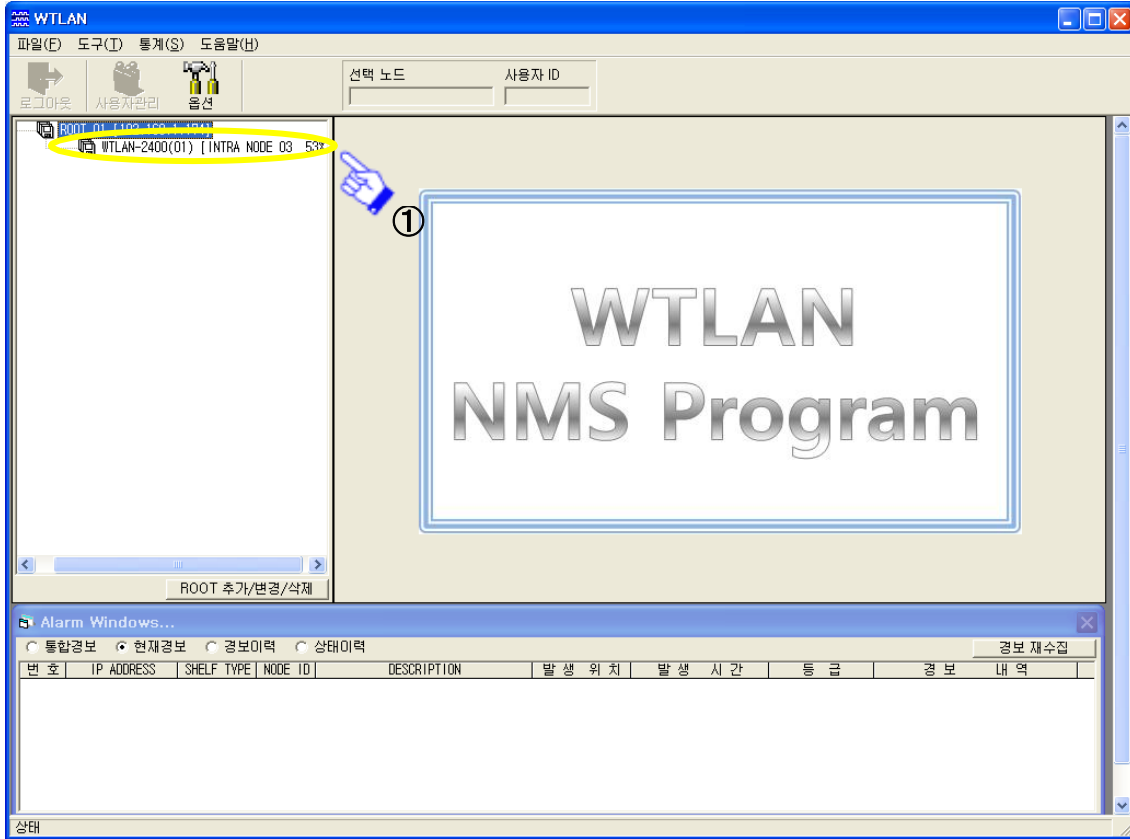 WTLAN
파일(F) 도구(T) 통계(S) 도움말(H)
로그아웃 사용자관리 옵션
선택 노드 사용자 ID
ROOT_01
WTLAN-2400(01) [INTRA NODE 03 53
①
WTLAN
NMS Program
ROOT 추가/변경/삭제
Alarm Windows...
통합경보 현재경보 경보이력 상태이력
경보 재수집
번 호 IP ADDRESS SHELF TYPE NODE ID DESCRIPTION 발 생 위 치 발 생 시 간 등 급 경 보 내 역
상태